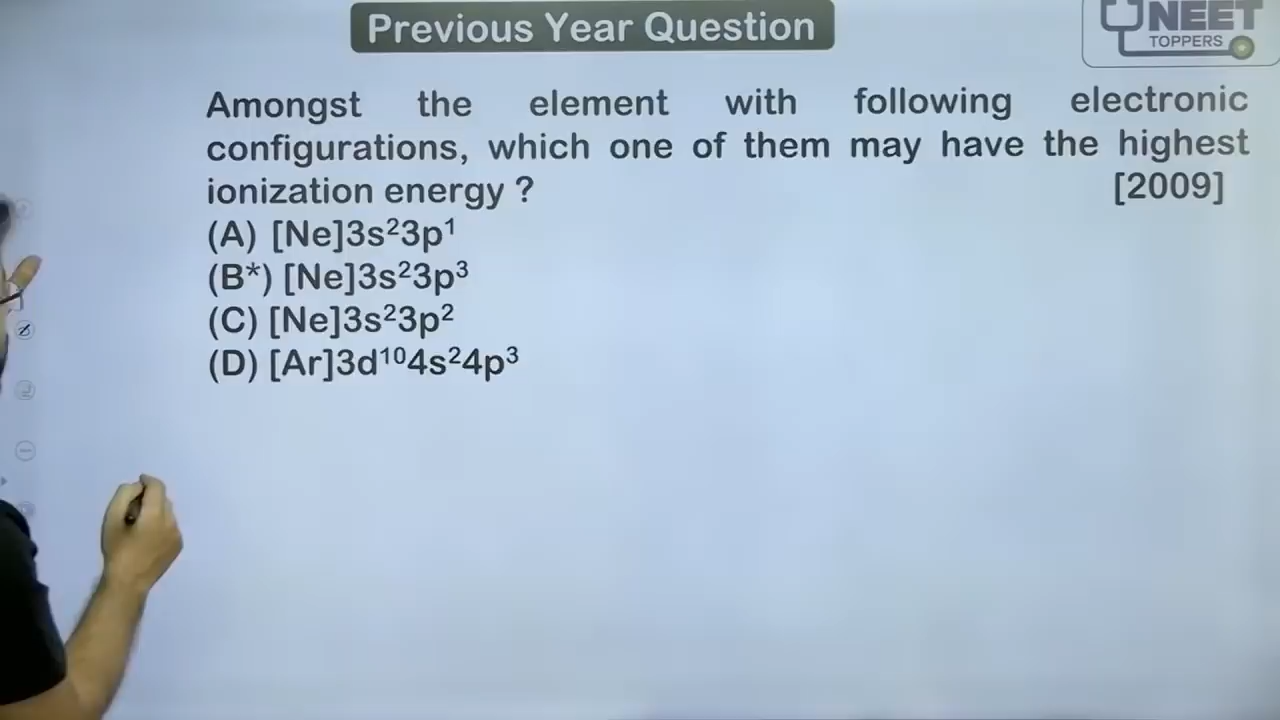 Previous Year Question
NEET
TOPPERS
Amongst the element with following electronic
configurations, which one of them may have the highest
ionization energy ? [2009]
(A) [Ne]3s²3p¹
(B*) [Ne]3s²3p³
(C) [Ne]3s²3p²
(D) [Ar]3d¹⁰4s²4p³